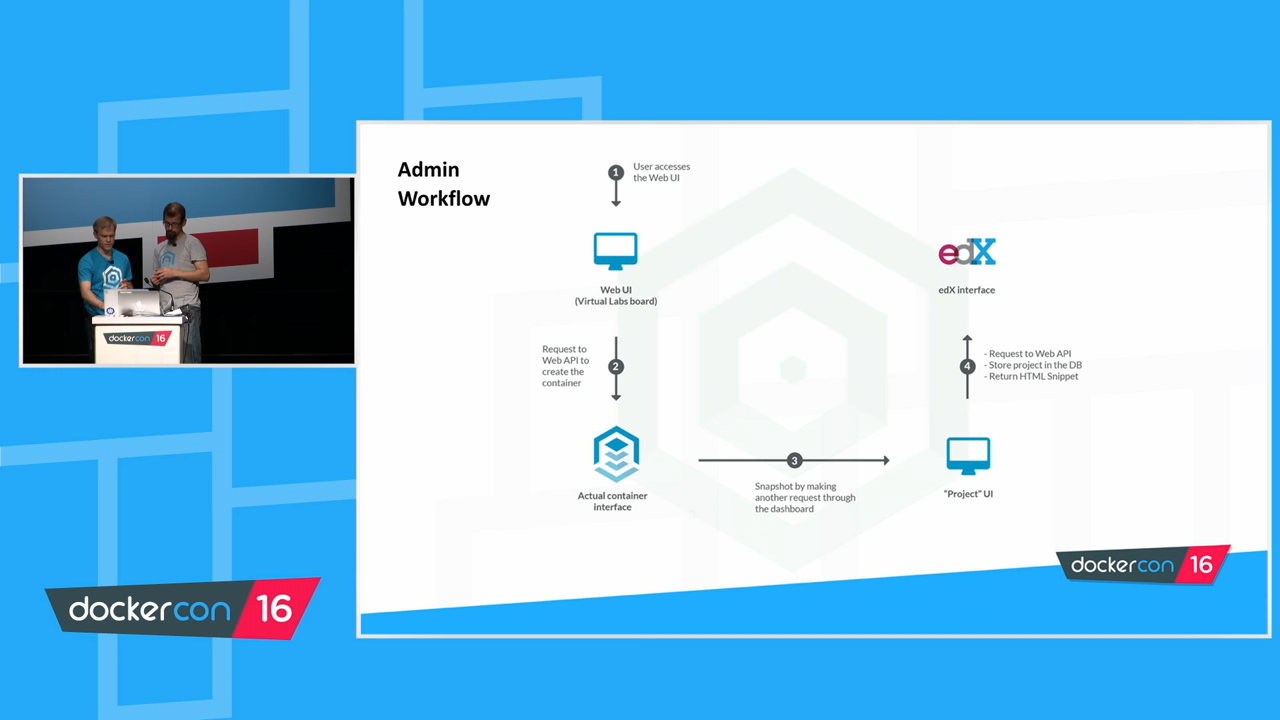 Admin
Workflow
1
User accesses
the Web UI
Web UI
(Virtual Labs board)
Request to
Web API to
create the
container
2
Actual container
interface
3
Snapshot by making
another request through
the dashboard
edX
edX interface
4
- Request to Web API
- Store project in the DB
- Return HTML Snippet
"Project" UI
dockercon 16
dockercon 16
dockercon 16